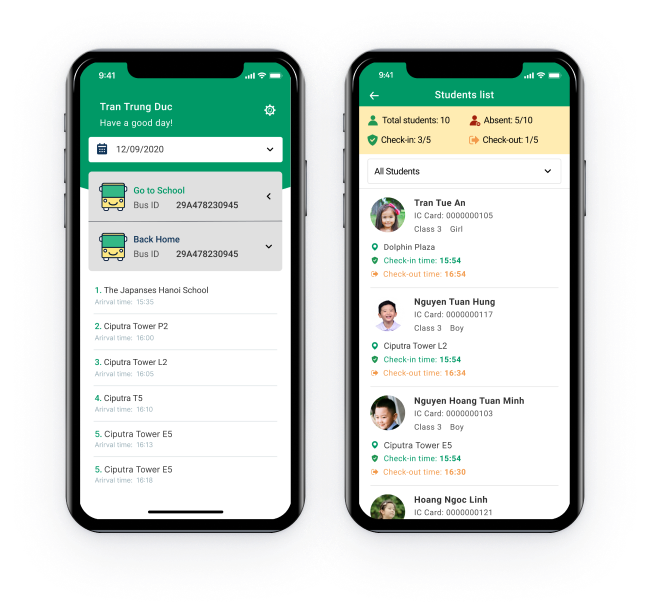 9:41
Tran Trung Duc
Have a good day!
12/09/2020
Go to School
Bus ID 29A478230945
Back Home
Bus ID 29A478230945
1. The Japanses Hanoi School
Arirval time: 15:35
2. Ciputra Tower P2
Arirval time: 16:00
3. Ciputra Tower L2
Arirval time: 16:05
4. Ciputra T5
Arirval time: 16:10
5. Ciputra Tower E5
Arirval time: 16:13
5. Ciputra Tower E5
Arirval time: 16:18
9:41
Students list
Total students: 10 Absent: 5/10
Check-in: 3/5 Check-out: 1/5
All Students
Tran Tue An
IC Card: 0000000105
Class 3 Girl
Dolphin Plaza
Check-in time: 15:54
Check-out time: 16:54
Nguyen Tuan Hung
IC Card: 0000000117
Class 3 Boy
Ciputra Tower L2
Check-in time: 15:54
Check-out time: 16:34
Nguyen Hoang Tuan Minh
IC Card: 0000000103
Class 3 Boy
Ciputra Tower E5
Check-in time: 15:54
Check-out time: 16:30
Hoang Ngoc Linh
IC Card: 0000000121